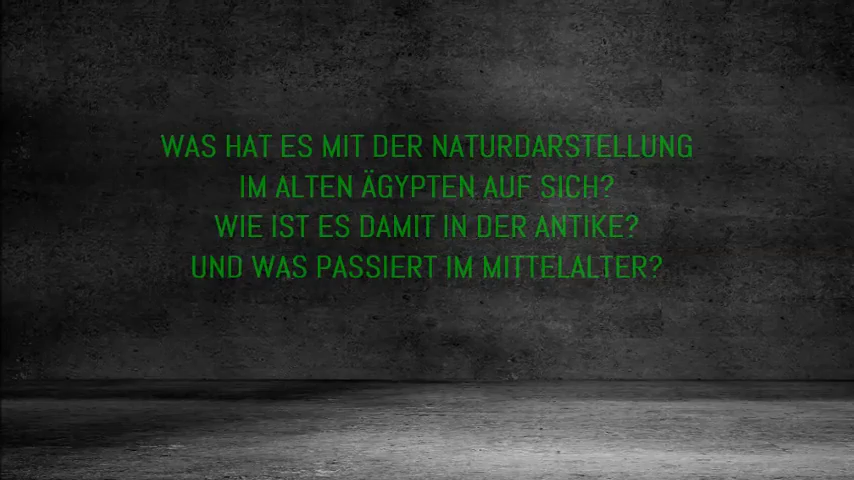 WAS HAT ES MIT DER NATURDARSTELLUNG
IM ALTEN ÄGYPTEN AUF SICH?
WIE IST ES DAMIT IN DER ANTIKE?
UND WAS PASSIERT IM MITTELALTER?